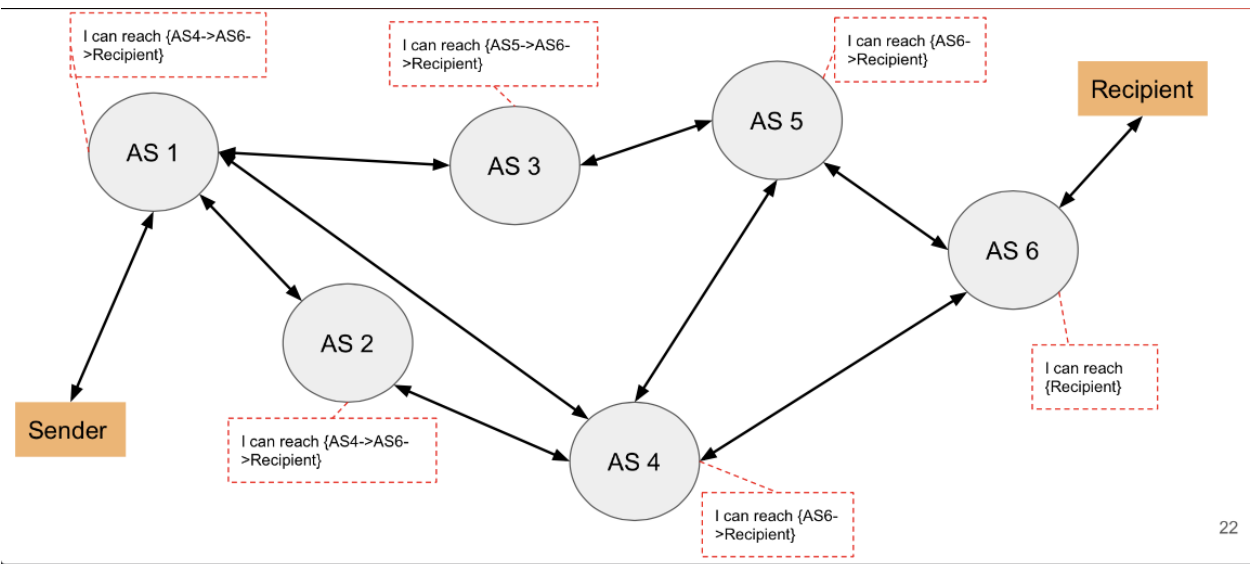 I can reach {AS4->AS6-
>Recipient}
I can reach {AS5->AS6-
>Recipient}
I can reach {AS6-
>Recipient}
Recipient
AS 1
AS 3
AS 5
AS 6
AS 2
I can reach
{Recipient}
Sender
I can reach {AS4->AS6-
>Recipient}
AS 4
I can reach {AS6-
>Recipient}
22